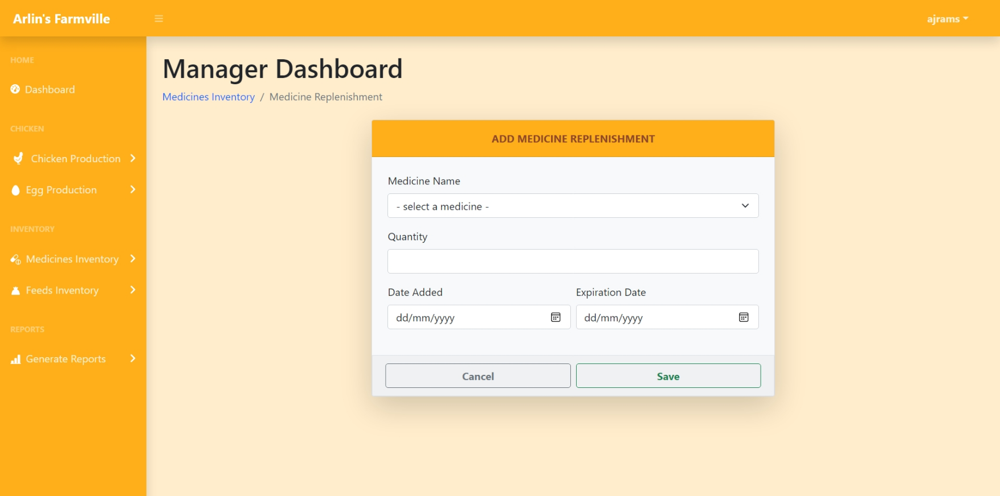 Arlin's Farmville
ajrams
HOME
Dashboard
CHICKEN
Chicken Production
Egg Production
INVENTORY
Medicines Inventory
Feeds Inventory
REPORTS
Generate Reports
Manager Dashboard
Medicines Inventory / Medicine Replenishment
ADD MEDICINE REPLENISHMENT
Medicine Name
- select a medicine -
Quantity
Date Added Expiration Date
dd/mm/yyyy dd/mm/yyyy
Cancel Save